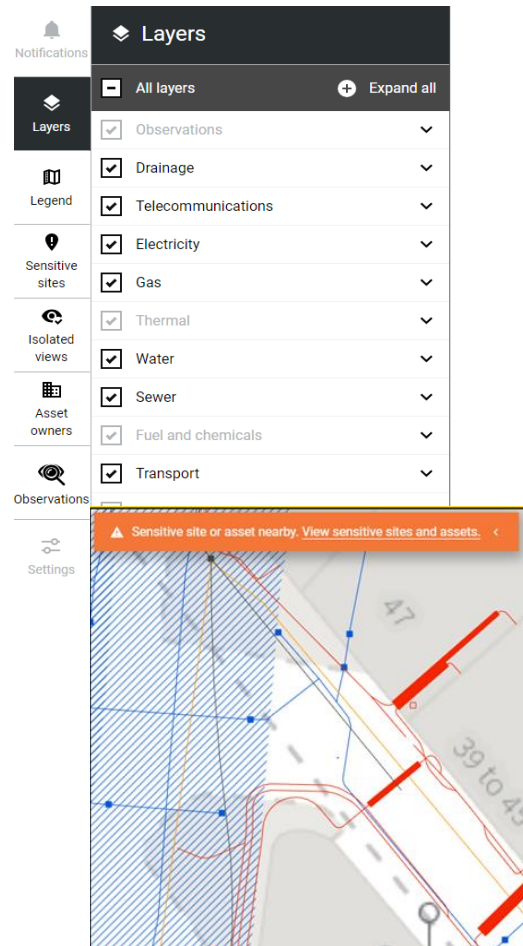 Notifications
Layers
Legend
Sensitive
sites
Isolated
views
Asset
owners
Observations
Settings
Layers
All layers
Expand all
Observations
Drainage
Telecommunications
Electricity
Gas
Thermal
Water
Sewer
Fuel and chemicals
Transport
Sensitive site or asset nearby. View sensitive sites and assets.
47
39 to 45